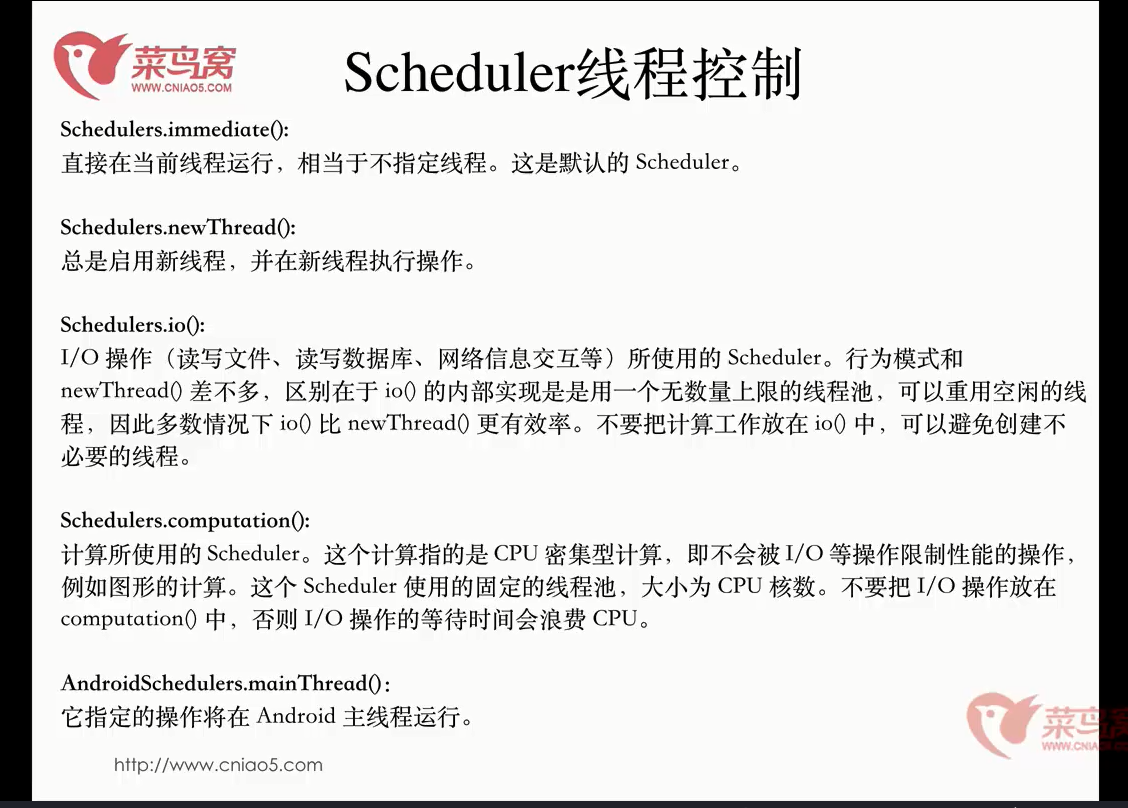 菜鸟窝
WWW.CNIAO5.COM
Scheduler线程控制
Schedulers.immediate():
直接在当前线程运行，相当于不指定线程。这是默认的 Scheduler。
Schedulers.newThread():
总是启用新线程，并在新线程执行操作。
Schedulers.io():
I/O 操作（读写文件、读写数据库、网络信息交互等）所使用的 Scheduler。行为模式和
newThread() 差不多，区别在于 io() 的内部实现是是用一个无数量上限的线程池，可以重用空闲的线
程，因此多数情况下 io() 比 newThread() 更有效率。不要把计算工作放在 io() 中，可以避免创建不
必要的线程。
Schedulers.computation():
计算所使用的 Scheduler。这个计算指的是 CPU 密集型计算，即不会被 I/O 等操作限制性能的操作，
例如图形的计算。这个 Scheduler 使用的固定的线程池，大小为 CPU 核数。不要把 I/O 操作放在
computation() 中，否则 I/O 操作的等待时间会浪费 CPU。
AndroidSchedulers.mainThread()：
它指定的操作将在 Android 主线程运行。
菜鸟窝
WWW.CNIAO5.CO
http://www.cniao5.com